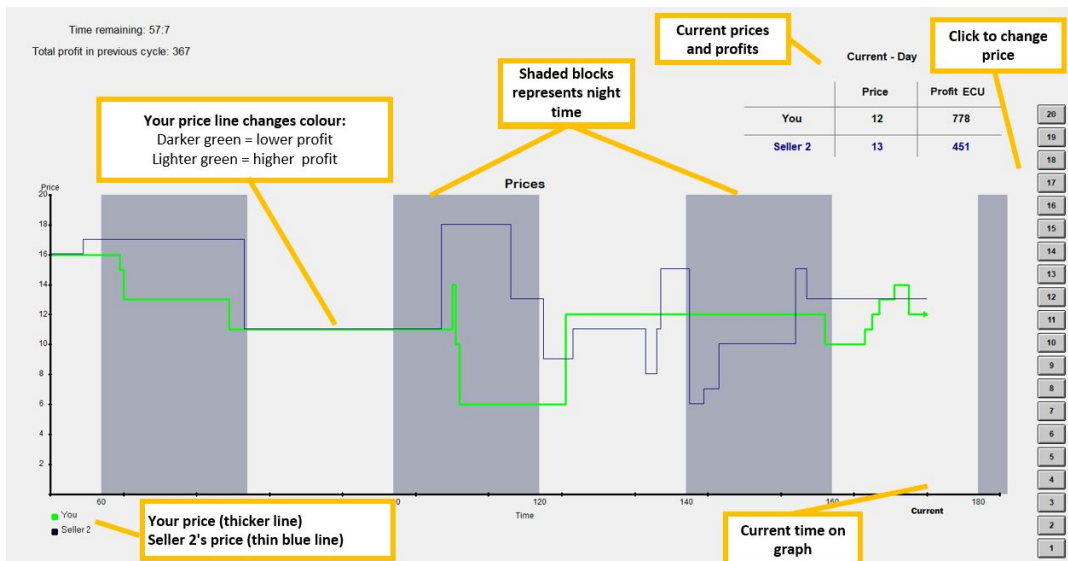 Time remaining: 57:7
Total profit in previous cycle: 367
Current prices
and profits
Click to change
price
Current - Day
Price Profit ECU
You 12 778
Seller 2 13 451
Shaded blocks
represents night
time
Your price line changes colour:
Darker green = lower profit
Lighter green = higher profit
Prices
Price
20
18
16
14
12
10
8
6
4
2
60
0
120
140
160
180
Time
Current
You
Seller 2
Your price (thicker line)
Seller 2's price (thin blue line)
Current time on
graph
20
19
18
17
16
15
14
13
12
11
10
9
8
7
6
5
4
3
2
1